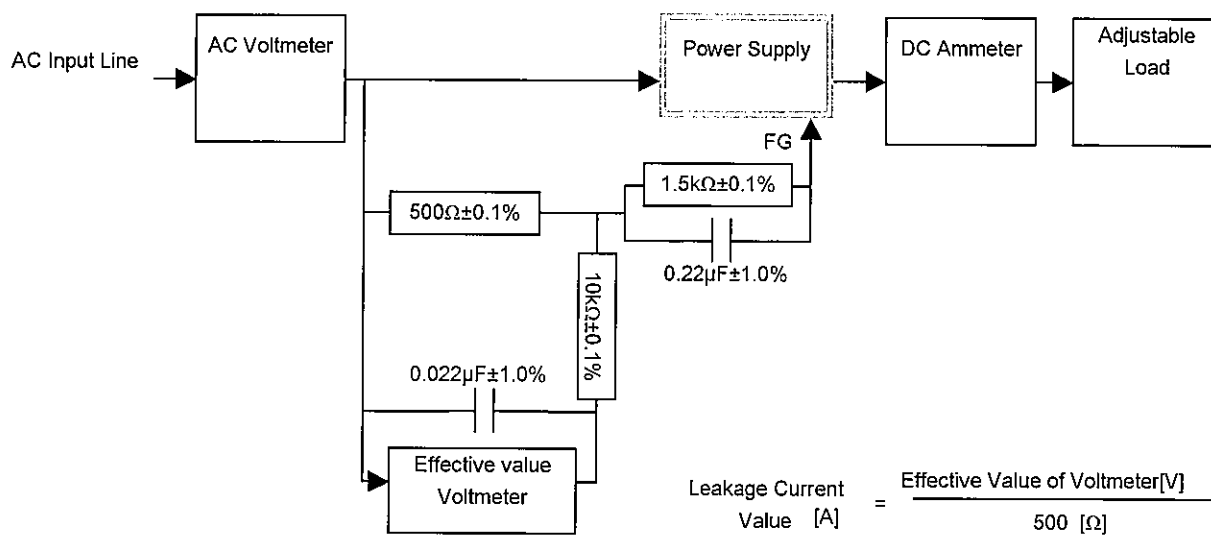 AC Input Line
AC Voltmeter
Power Supply
DC Ammeter
Adjustable
Load
FG
1.5kΩ±0.1%
500Ω±0.1%
0.22µF±1.0%
10kΩ±0.1%
0.022µF±1.0%
Effective value
Voltmeter
Leakage Current
Value [A]
=
Effective Value of Voltmeter[V]
500 [Ω]